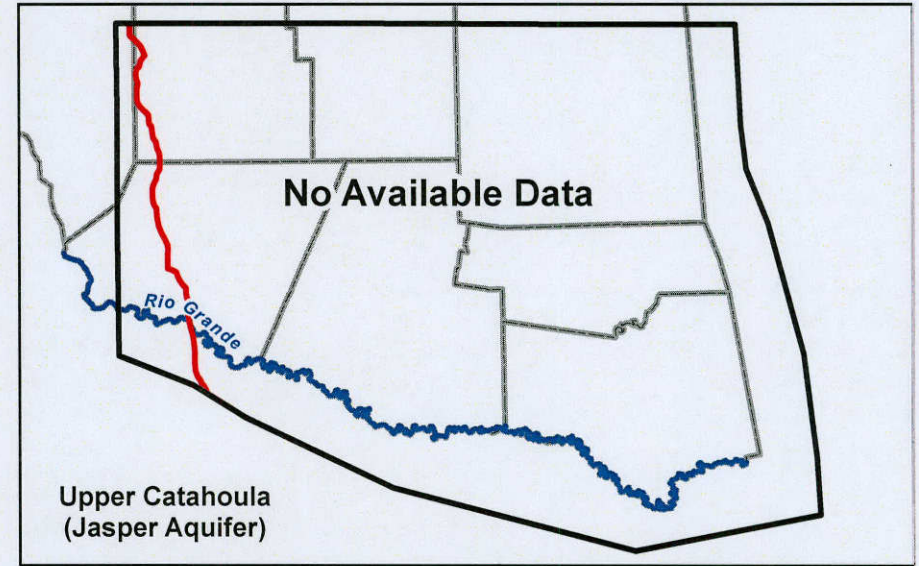 No Available Data
Rio Grande
Upper Catahoula
(Jasper Aquifer)